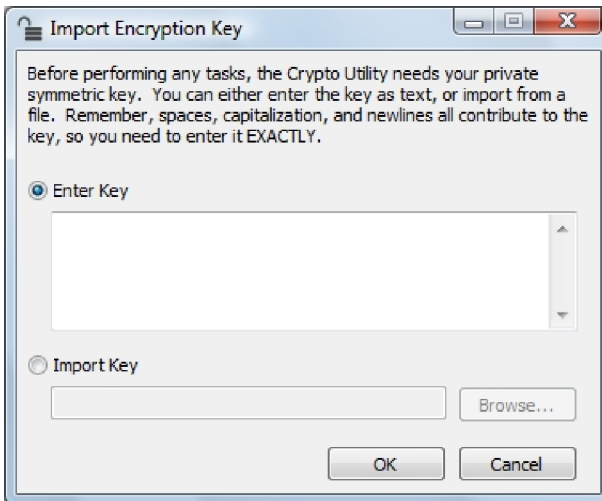 Import Encryption Key
Before performing any tasks, the Crypto Utility needs your private
symmetric key.  You can either enter the key as text, or import from a
file.  Remember, spaces, capitalization, and newlines all contribute to the
key, so you need to enter it EXACTLY.
Enter Key
Import Key
Browse...
OK
Cancel